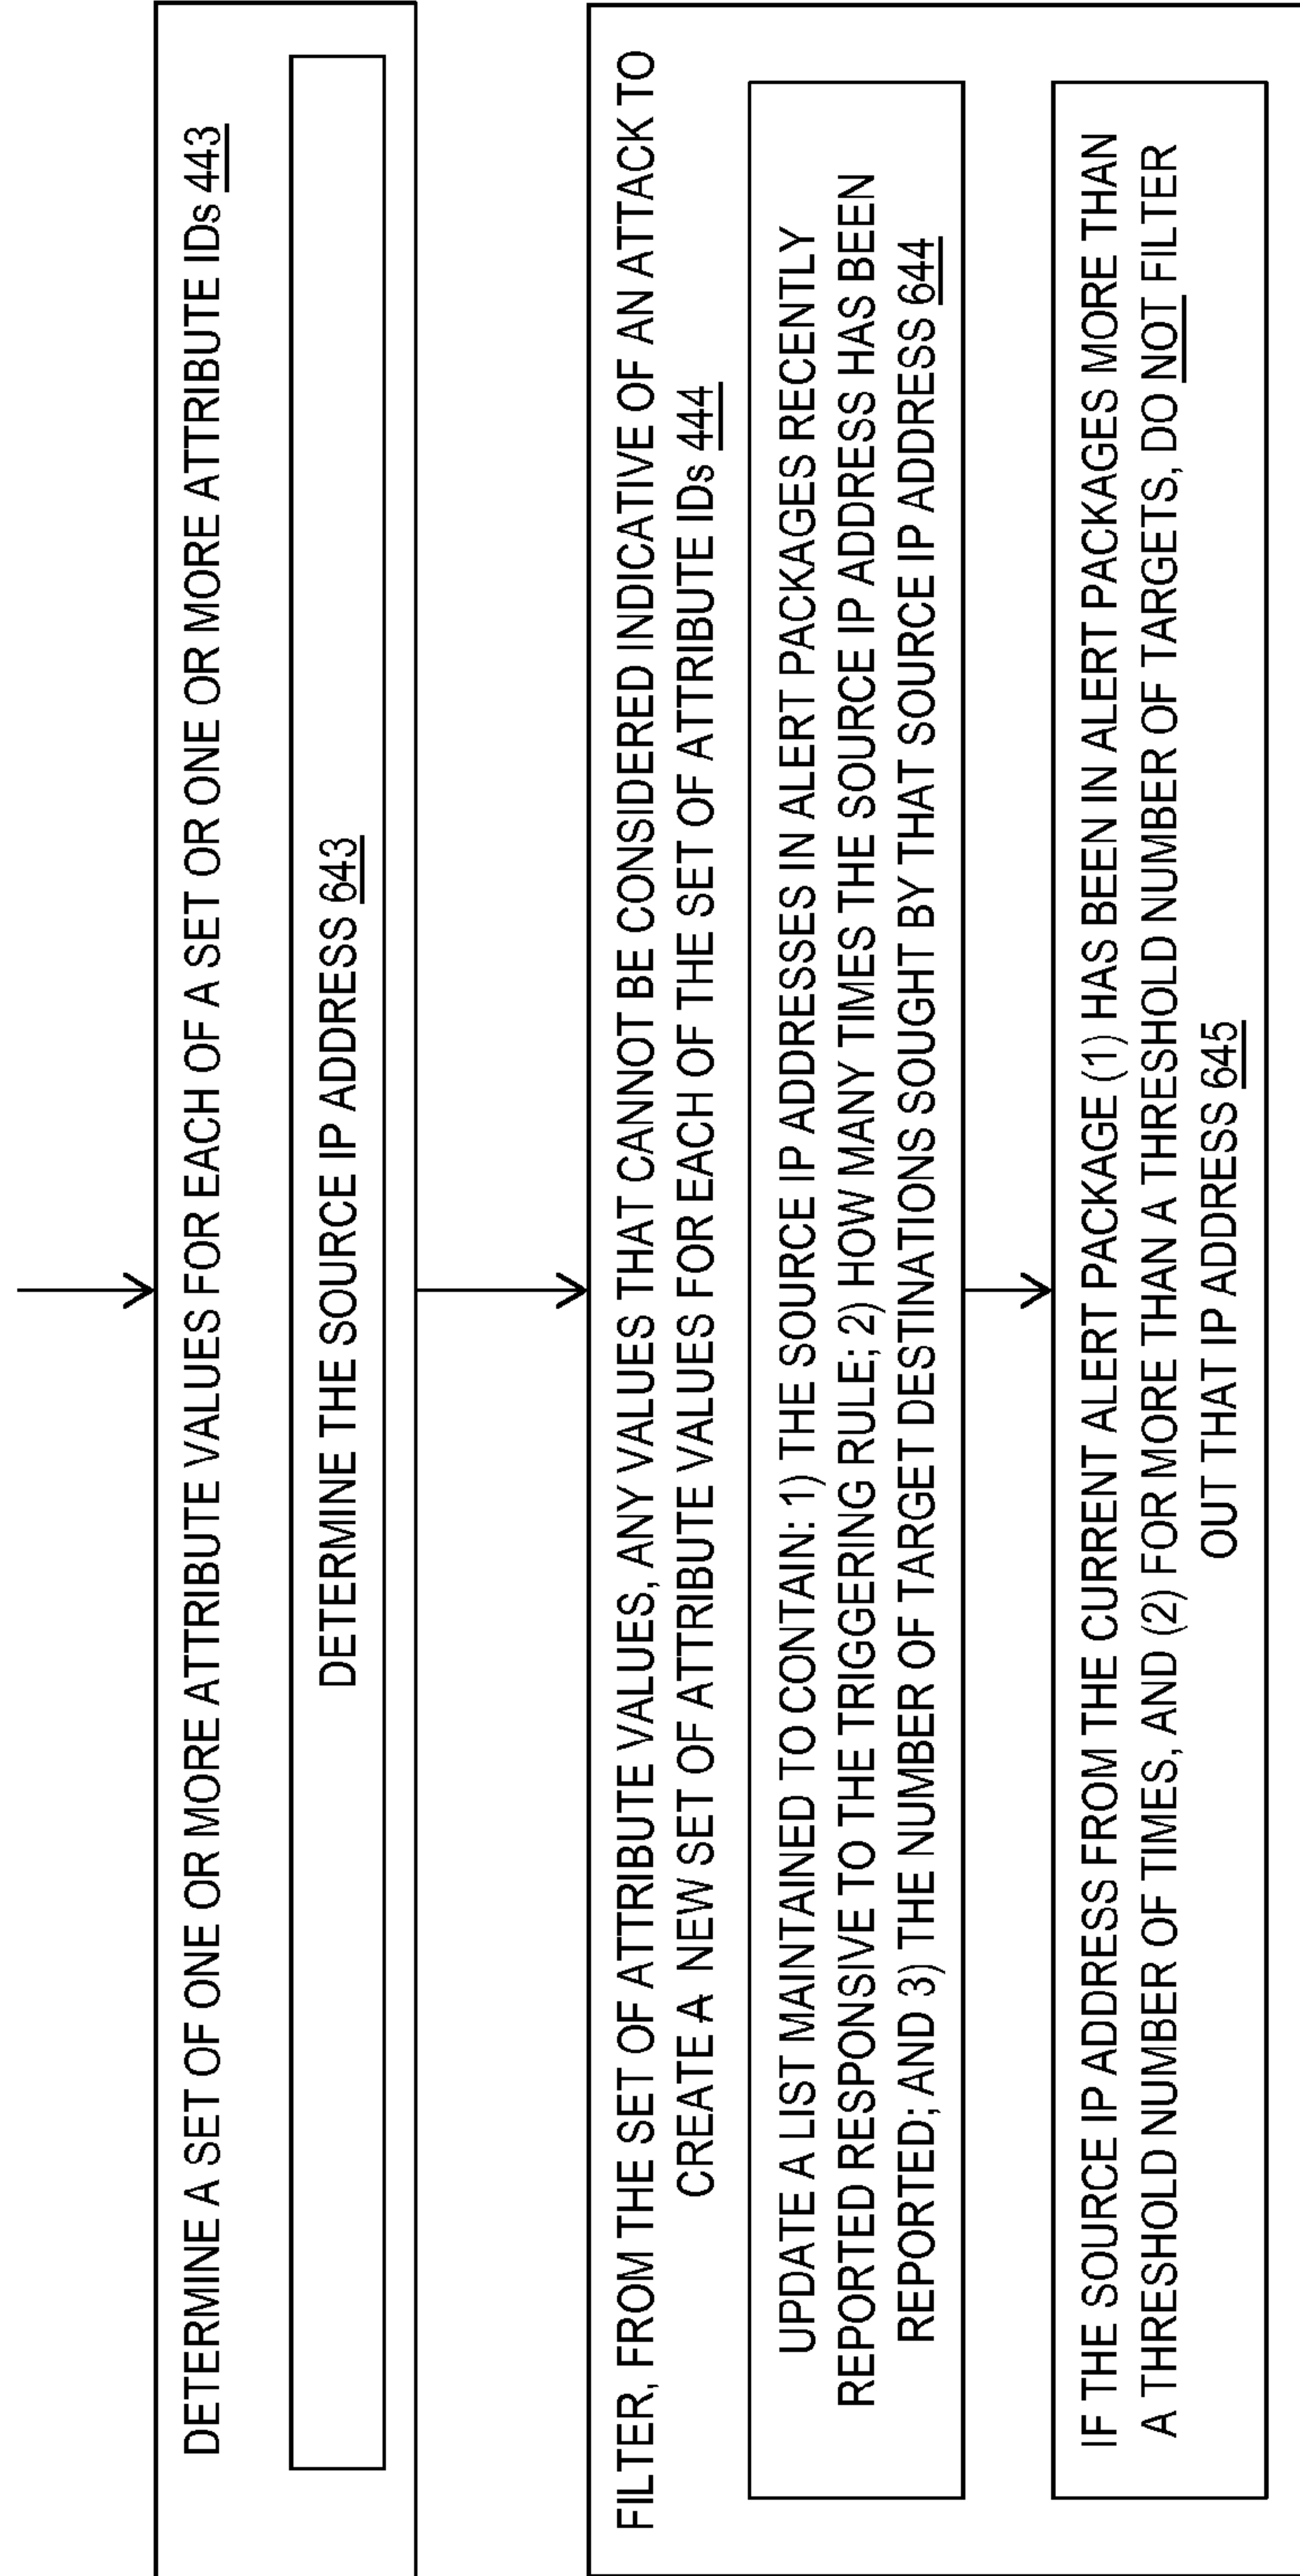 DETERMINE A SET OF ONE OR MORE ATTRIBUTE VALUES FOR EACH OF A SET OR ONE OR MORE ATTRIBUTE IDs 443
DETERMINE THE SOURCE IP ADDRESS 643
FILTER, FROM THE SET OF ATTRIBUTE VALUES, ANY VALUES THAT CANNOT BE CONSIDERED INDICATIVE OF AN ATTACK TO
CREATE A NEW SET OF ATTRIBUTE VALUES FOR EACH OF THE SET OF ATTRIBUTE IDs 444
UPDATE A LIST MAINTAINED TO CONTAIN: 1) THE SOURCE IP ADDRESSES IN ALERT PACKAGES RECENTLY
REPORTED RESPONSIVE TO THE TRIGGERING RULE; 2) HOW MANY TIMES THE SOURCE IP ADDRESS HAS BEEN
REPORTED; AND 3) THE NUMBER OF TARGET DESTINATIONS SOUGHT BY THAT SOURCE IP ADDRESS 644
IF THE SOURCE IP ADDRESS FROM THE CURRENT ALERT PACKAGE (1) HAS BEEN IN ALERT PACKAGES MORE THAN
A THRESHOLD NUMBER OF TIMES, AND (2) FOR MORE THAN A THRESHOLD NUMBER OF TARGETS, DO NOT FILTER
OUT THAT IP ADDRESS 645